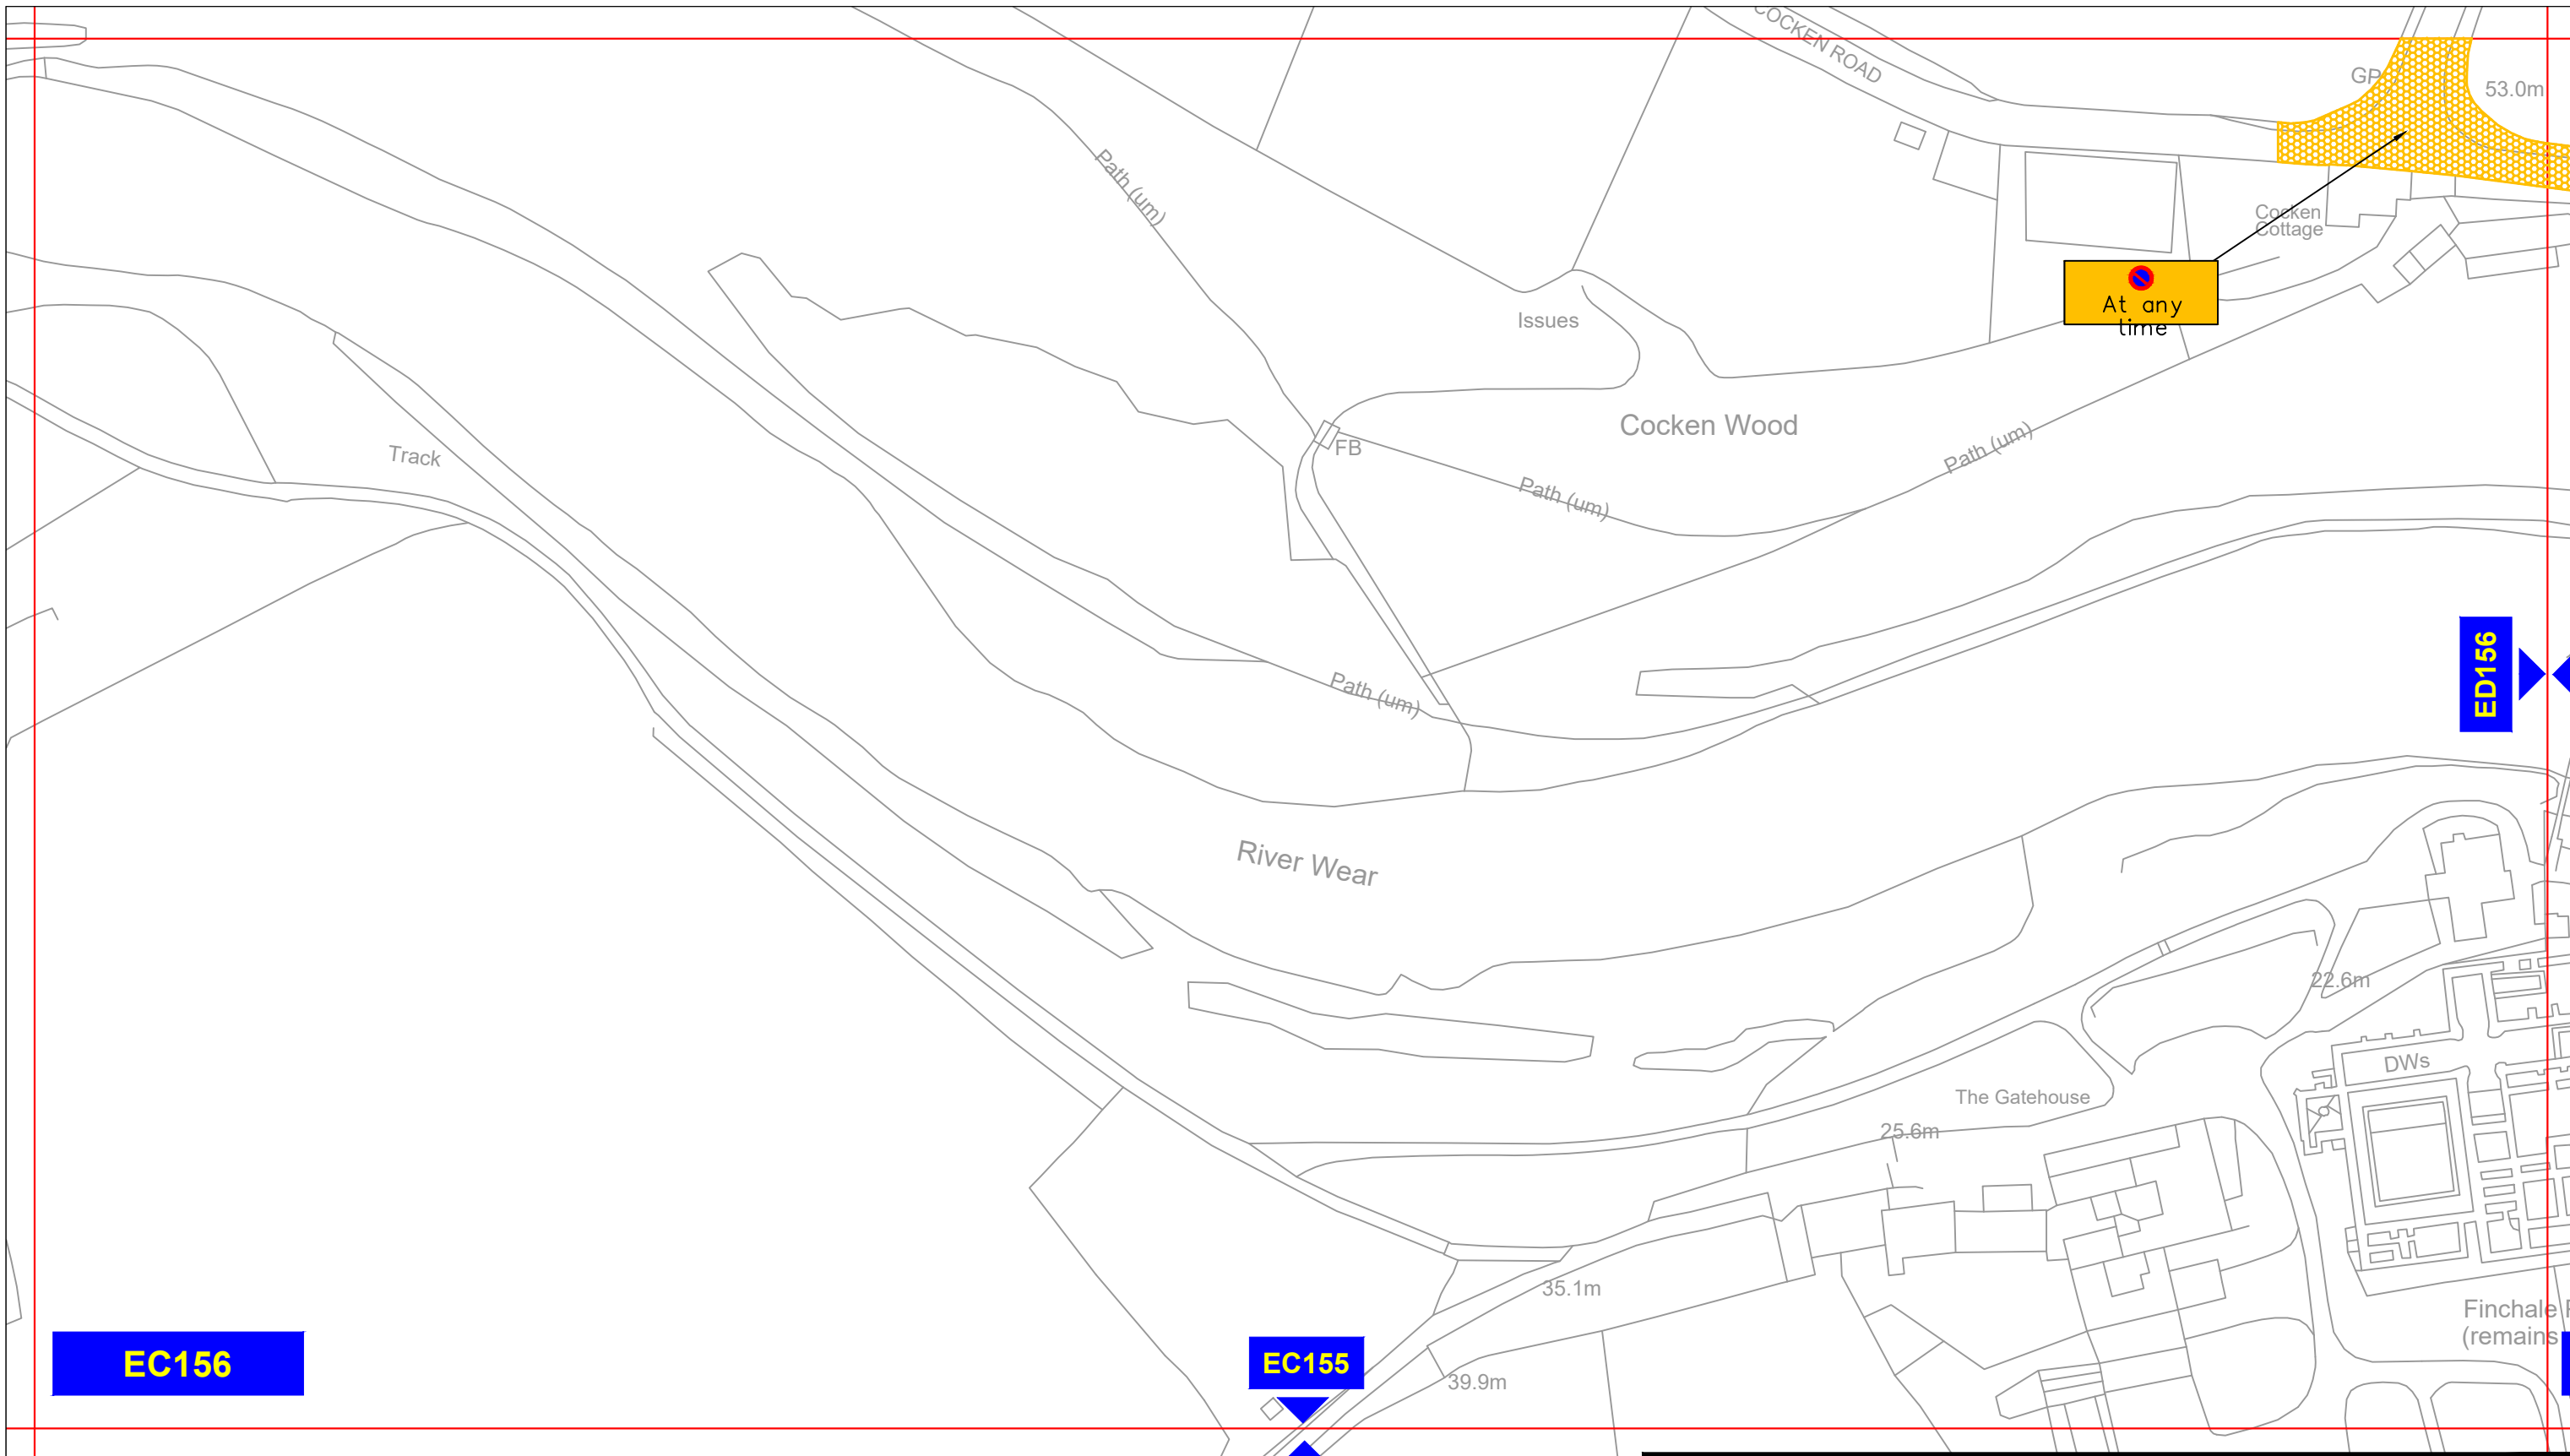 COCKEN ROAD
GP
53.0m
Path (um)
Cocken
Cottage
At any
time
Issues
Cocken Wood
FB
Track
Path (um)
Path (um)
ED156
Path (um)
River Wear
22.6m
DWs
The Gatehouse
25.6m
35.1m
Finchale
(remains
EC156
EC155
39.9m